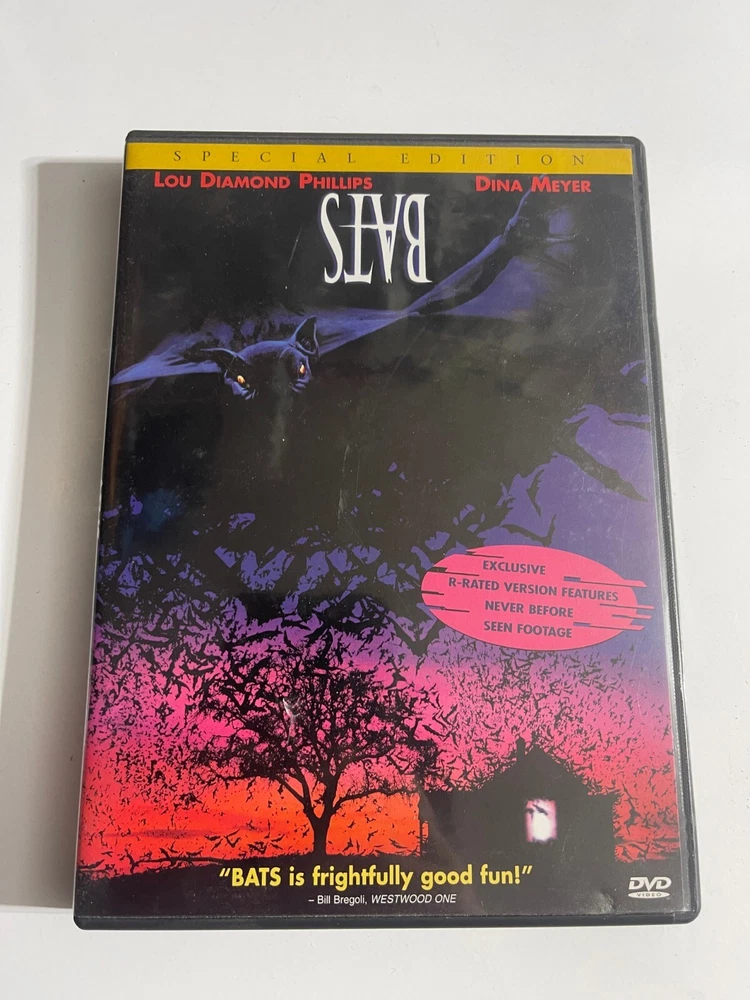 SPECIAL EDITION
LOU DIAMOND PHILLIPS DINA MEYER
BATS
EXCLUSIVE
R-RATED VERSION FEATURES
NEVER BEFORE
SEEN FOOTAGE
"BATS is frightfully good fun!"
– Bill Bregoli, WESTWOOD ONE
DVD
VIDEO